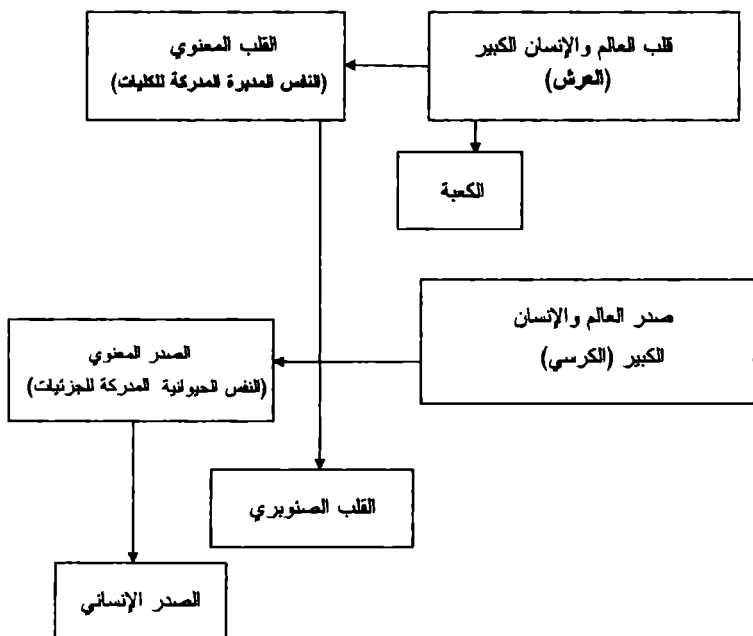 قلب العالم والإنسان الكبير
(العرش)
القلب المعنوي
(النفس المدبرة المدركة للكليات)
الكعبة
صدر العالم والإنسان
الكبير (الكرسي)
الصدر المعنوي
(النفس الحيوانية المدركة للجزئيات)
القلب الصنوبري
الصدر الإنساني